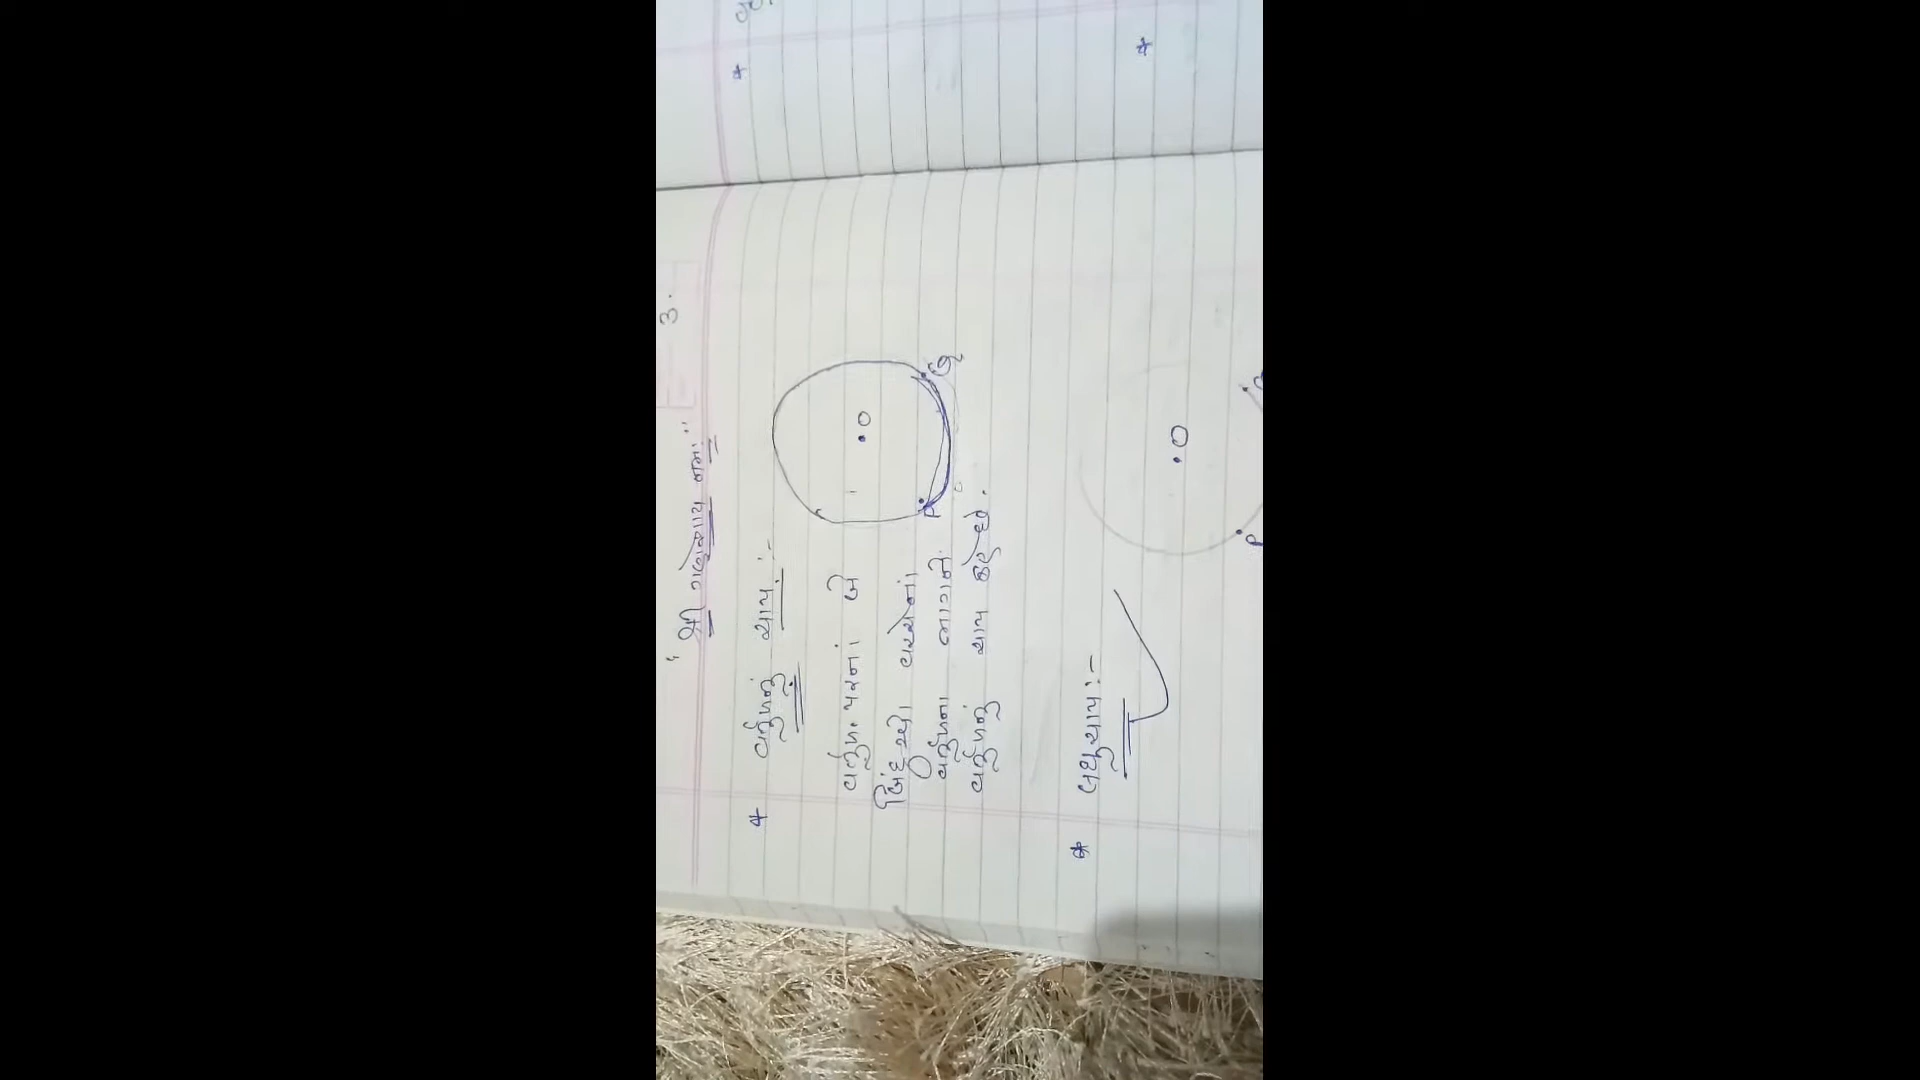 3.
"શ્રી ગણેશાય નમઃ"
* વર્તુળનું ચાપ :-
વર્તુળ પરનાં બે
બિંદુઓ વચ્ચેનાં
વર્તુળના ભાગને
વર્તુળનું ચાપ કહે છે.
O
P
Q
* લઘુચાપ :-
O
P
*
*